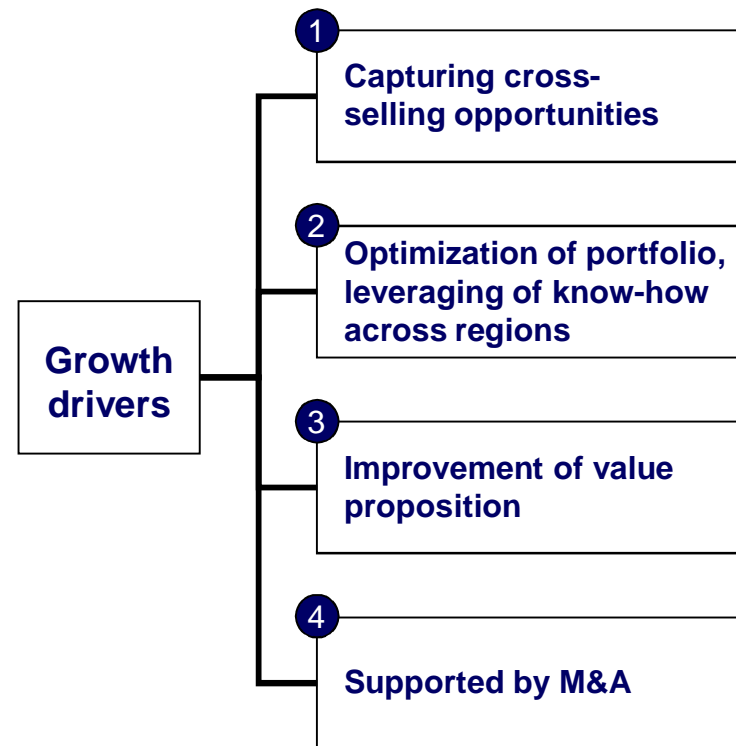 1
Capturing cross-
selling opportunities
2
Optimization of portfolio,
leveraging of know-how
across regions
Growth
drivers
3
Improvement of value
proposition
4
Supported by M&A